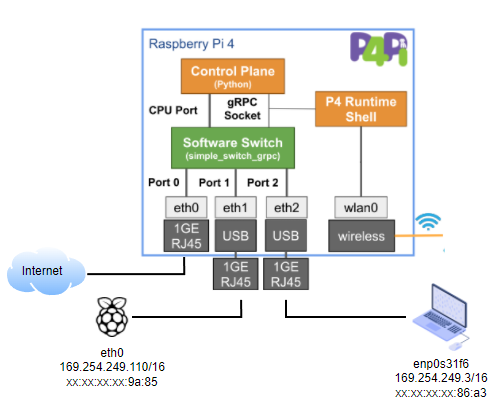 Raspberry Pi 4
P4Pi
Control Plane
(Python)
CPU Port
gRPC
Socket
P4 Runtime
Shell
Software Switch
(simple_switch_grpc)
Port 0
Port 1
Port 2
eth0
eth1
eth2
wlan0
1GE
RJ45
USB
USB
wireless
1GE
RJ45
1GE
RJ45
Internet
eth0
169.254.249.110/16
xx:xx:xx:xx:9a:85
enp0s31f6
169.254.249.3/16
xx:xx:xx:xx:86:a3